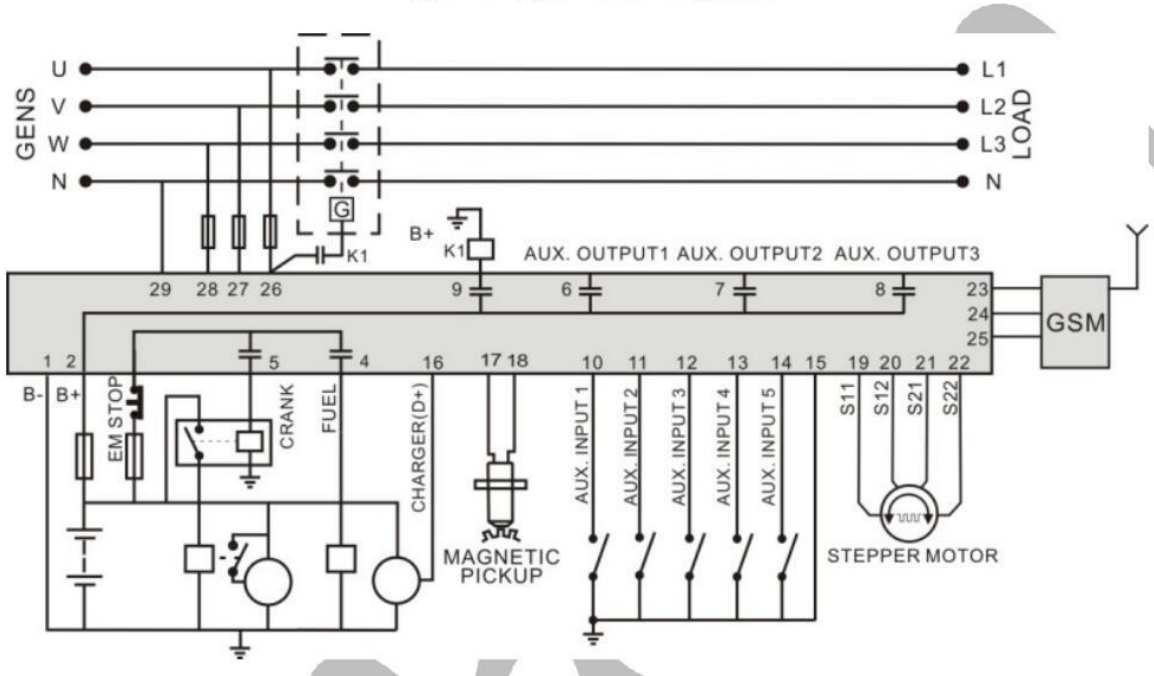 U
V
W
N
GENS
L1
L2
L3
N
LOAD
G
K1
B+
K1
AUX. OUTPUT1
AUX. OUTPUT2
AUX. OUTPUT3
29
28
27
26
9
6
7
8
23
24
25
GSM
1
2
5
4
16
17
18
10
11
12
13
14
15
19
20
21
22
B-
B+
EM STOP
CRANK
FUEL
CHARGER(D+)
AUX. INPUT 1
AUX. INPUT 2
AUX. INPUT 3
AUX. INPUT 4
AUX. INPUT 5
S11
S12
S21
S22
MAGNETIC
PICKUP
STEPPER MOTOR